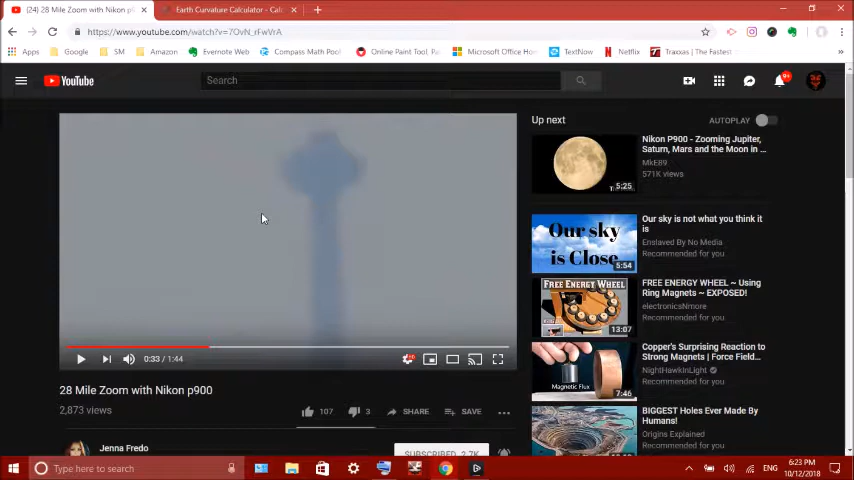 (24) 28 Mile Zoom with Nikon p9
Earth Curvature Calculator - Calc
https://www.youtube.com/watch?v=7OvN_rFwVrA
Apps
Google
SM
Amazon
Evernote Web
Compass Math Pool
Online Paint Tool. Pa
Microsoft Office Hom
TextNow
Netflix
Traxxas | The Fastest
YouTube
Search
9+
0:33 / 1:44
28 Mile Zoom with Nikon p900
2,873 views
107
3
SHARE
SAVE
Jenna Fredo
SUBSCRIBED 2.7K
Up next
AUTOPLAY
5:25
Nikon P900 - Zooming Jupiter,
Saturn, Mars and the Moon in ...
MkE89
571K views
Our sky
is Close
5:54
Our sky is not what you think it
is
Enslaved By No Media
Recommended for you
FREE ENERGY WHEEL
EXPOSED!
13:07
FREE ENERGY WHEEL ~ Using
Ring Magnets ~ EXPOSED!
electronicsNmore
Recommended for you
Magnetic Flux
7:46
Copper's Surprising Reaction to
Strong Magnets | Force Field...
NightHawkInLight
Recommended for you
BIGGEST Holes Ever Made By
Humans!
Origins Explained
Recommended for you
Type here to search
ENG
6:23 PM
10/12/2018